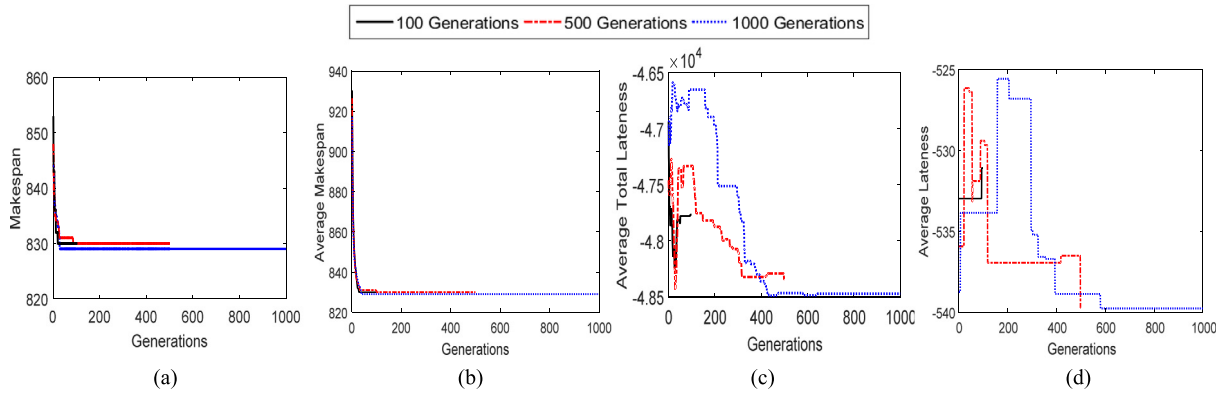 100 Generations 500 Generations 1000 Generations
860
850
840
830
820
0 200 400 600 800 1000
Makespan
Generations
(a)
940
920
900
880
860
840
820
0 200 400 600 800 1000
Average Makespan
Generations
(b)
×10⁴
-4.65
-4.7
-4.75
-4.8
-4.85
0 200 400 600 800 1000
Average Total Lateness
Generations
(c)
-525
-530
-535
-540
0 200 400 600 800 1000
Average Lateness
Generations
(d)